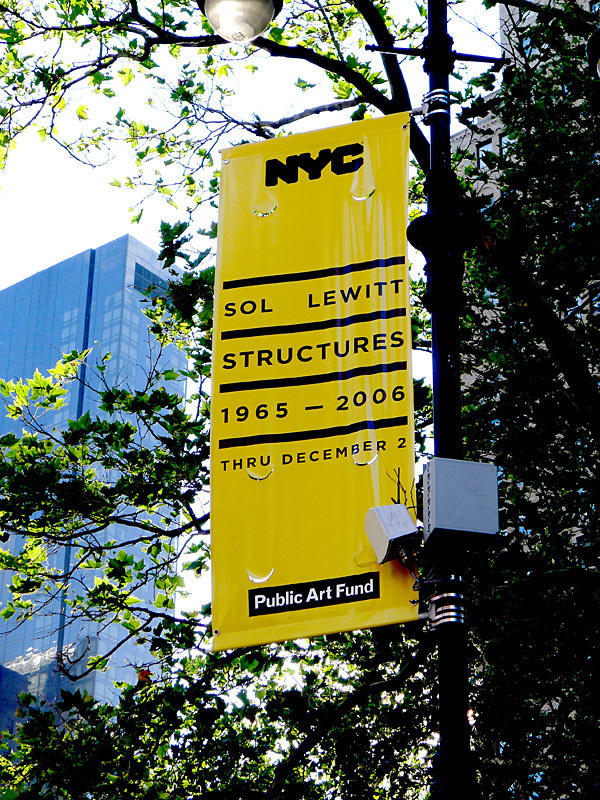 NYC
SOL LEWITT
STRUCTURES
1965 — 2006
THRU DECEMBER 2
Public Art Fund